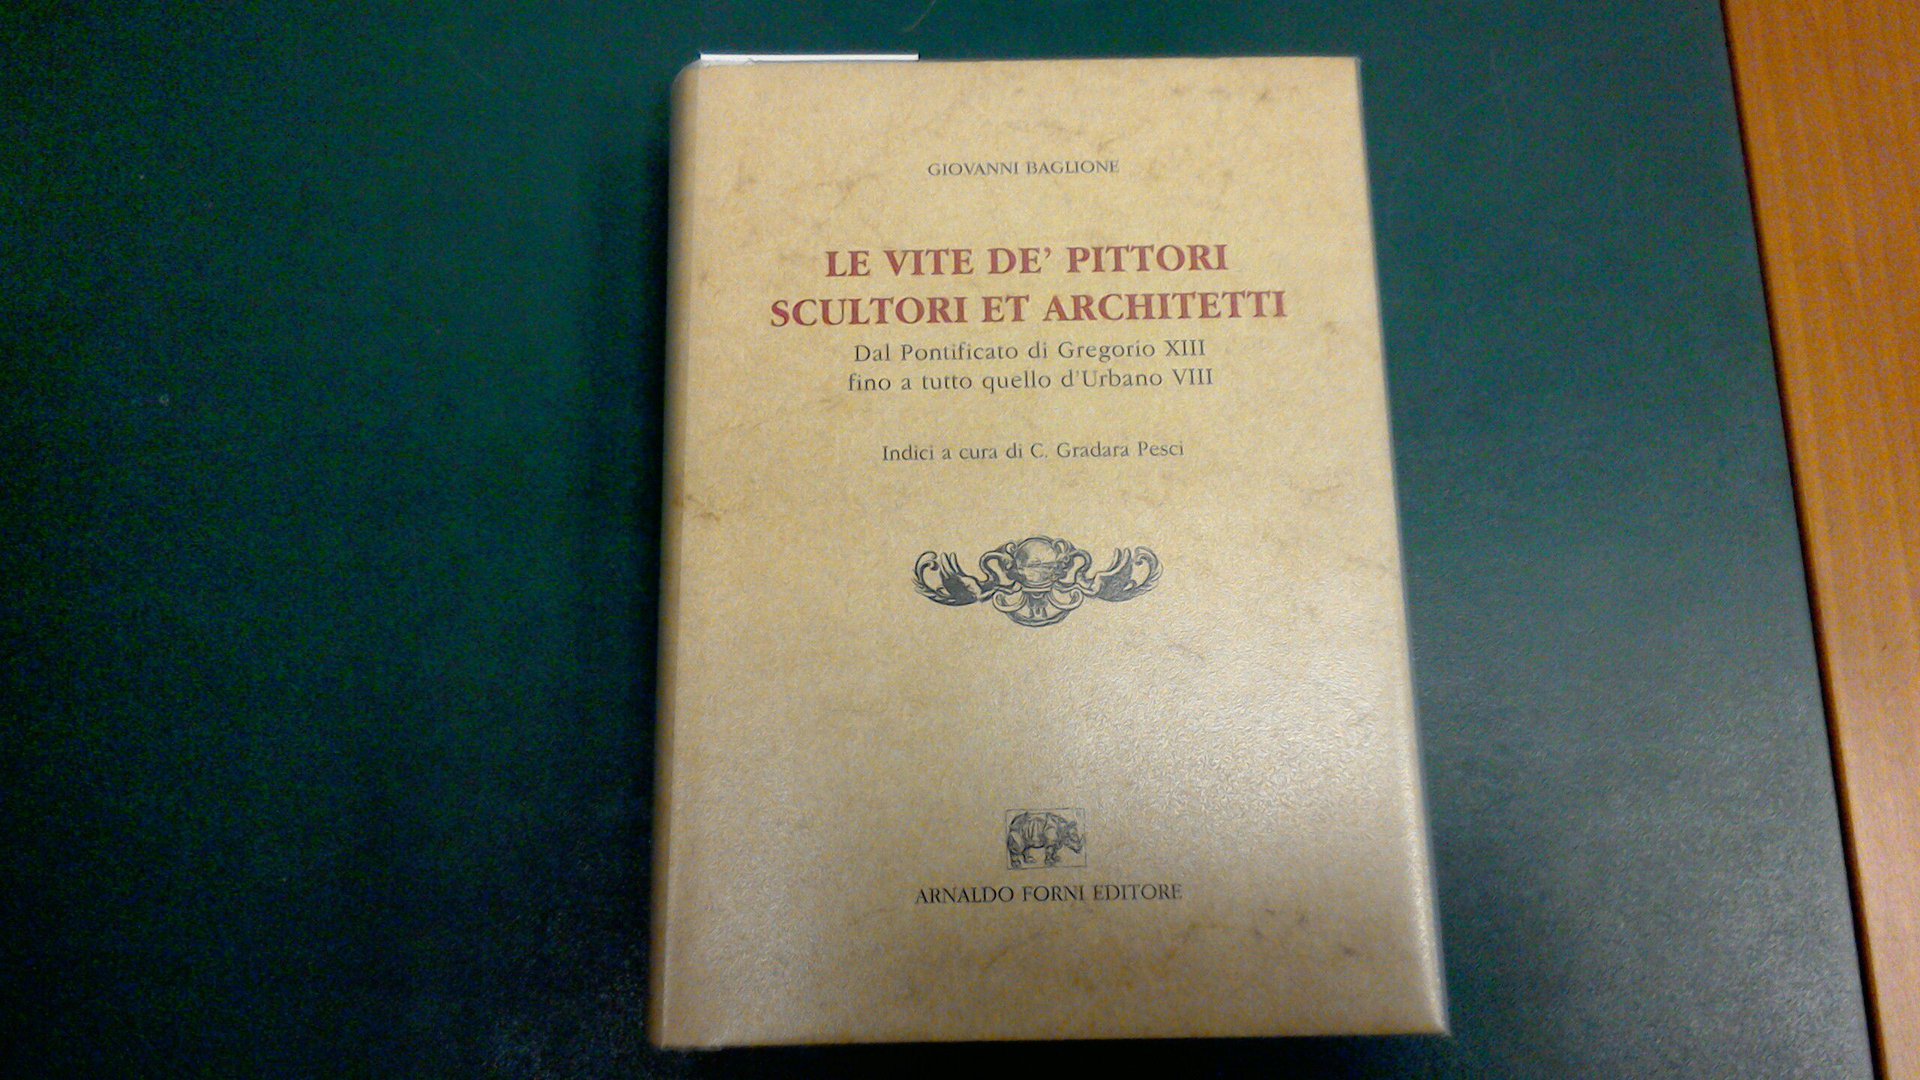 GIOVANNI BAGLIONE
LE VITE DE' PITTORI
SCULTORI ET ARCHITETTI
Dal Pontificato di Gregorio XIII
fino a tutto quello d'Urbano VIII
Indici a cura di C. Gradara Pesci
ARNALDO FORNI EDITORE